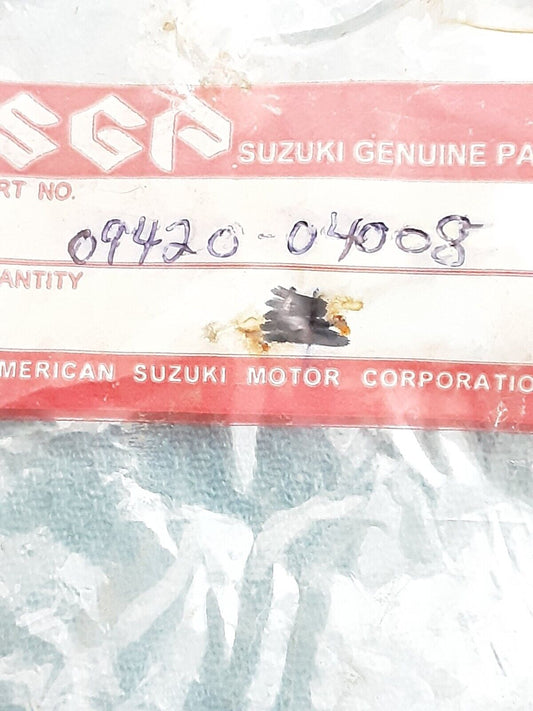 SGP SUZUKI GENUINE PA
RT NO.
09420-04008
ANTITY
MERICAN SUZUKI MOTOR CORPORATIO